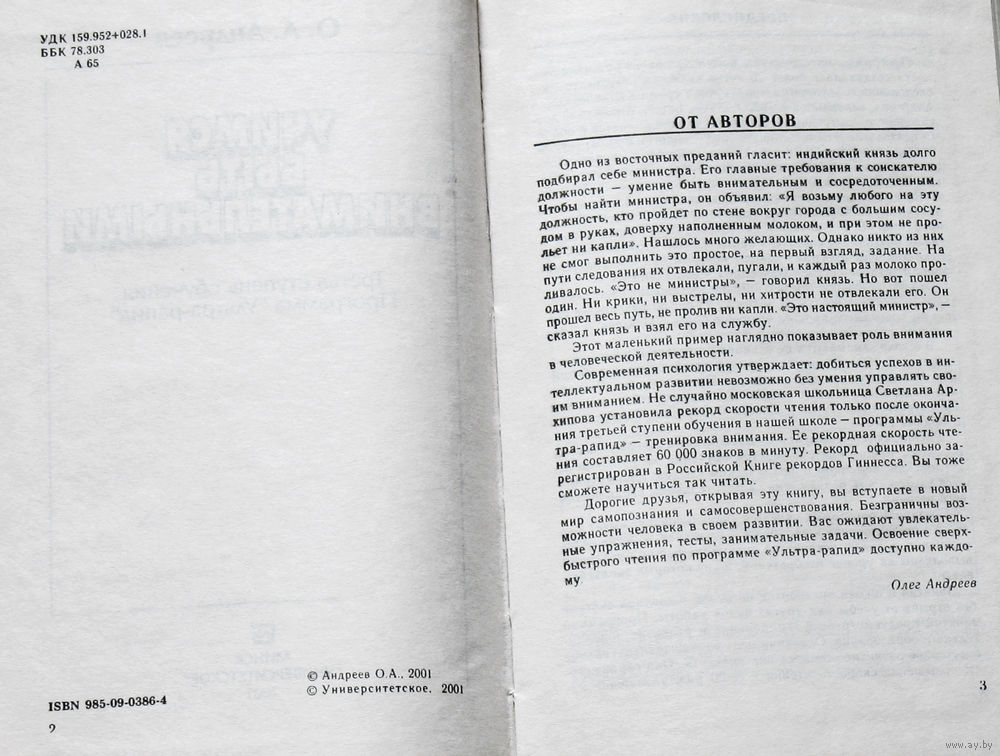 УДК 159.952+028.1
ББК 78.303
А 65
© Андреев О.А., 2001
© Университетское, 2001
ISBN 985-09-0386-4
2
ОТ АВТОРОВ
Одно из восточных преданий гласит: индийский князь долго
подбирал себе министра. Его главные требования к соискателю
должности — умение быть внимательным и сосредоточенным.
Чтобы найти министра, он объявил: «Я возьму любого на эту
должность, кто пройдет по стене вокруг города с большим сосу-
дом в руках, доверху наполненным молоком, и при этом не про-
льет ни капли». Нашлось много желающих. Однако никто из них
не смог выполнить это простое, на первый взгляд, задание. На
пути следования их отвлекали, пугали, и каждый раз молоко про-
ливалось. «Это не министры», — говорил князь. Но вот пошел
один. Ни крики, ни выстрелы, ни хитрости не отвлекали его. Он
прошел весь путь, не пролив ни капли. «Это настоящий министр», —
сказал князь и взял его на службу.
Этот маленький пример наглядно показывает роль внимания
в человеческой деятельности.
Современная психология утверждает: добиться успехов в ин-
теллектуальном развитии невозможно без умения управлять сво-
им вниманием. Не случайно московская школьница Светлана Ар-
хипова установила рекорд скорости чтения только после оконча-
ния третьей ступени обучения в нашей школе — программы «Уль-
тра-рапид» — тренировка внимания. Ее рекордная скорость чте-
ния составляет 60 000 знаков в минуту. Рекорд официально за-
регистрирован в Российской Книге рекордов Гиннесса. Вы тоже
сможете научиться так читать.
Дорогие друзья, открывая эту книгу, вы вступаете в новый
мир самопознания и самосовершенствования. Безграничны воз-
можности человека в своем развитии. Вас ожидают увлекатель-
ные упражнения, тесты, занимательные задачи. Освоение сверх-
быстрого чтения по программе «Ультра-рапид» доступно каждо-
му
Олег Андреев
3
www.ay.by